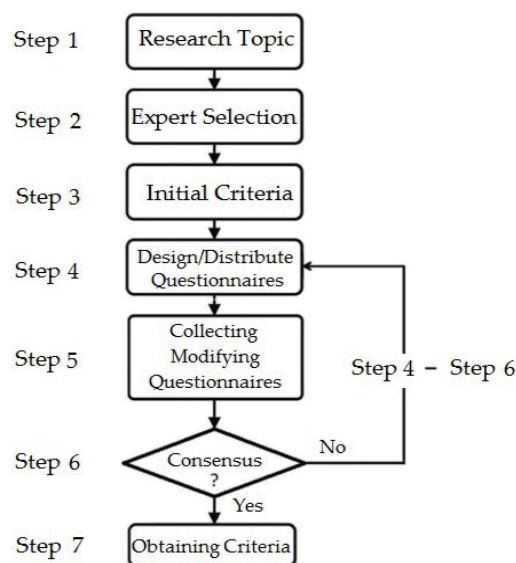 Step 1
Research Topic
Step 2
Expert Selection
Step 3
Initial Criteria
Step 4
Design/Distribute
Questionnaires
Step 5
Collecting
Modifying
Questionnaires
Step 4 – Step 6
Step 6
Consensus
?
No
Yes
Step 7
Obtaining Criteria